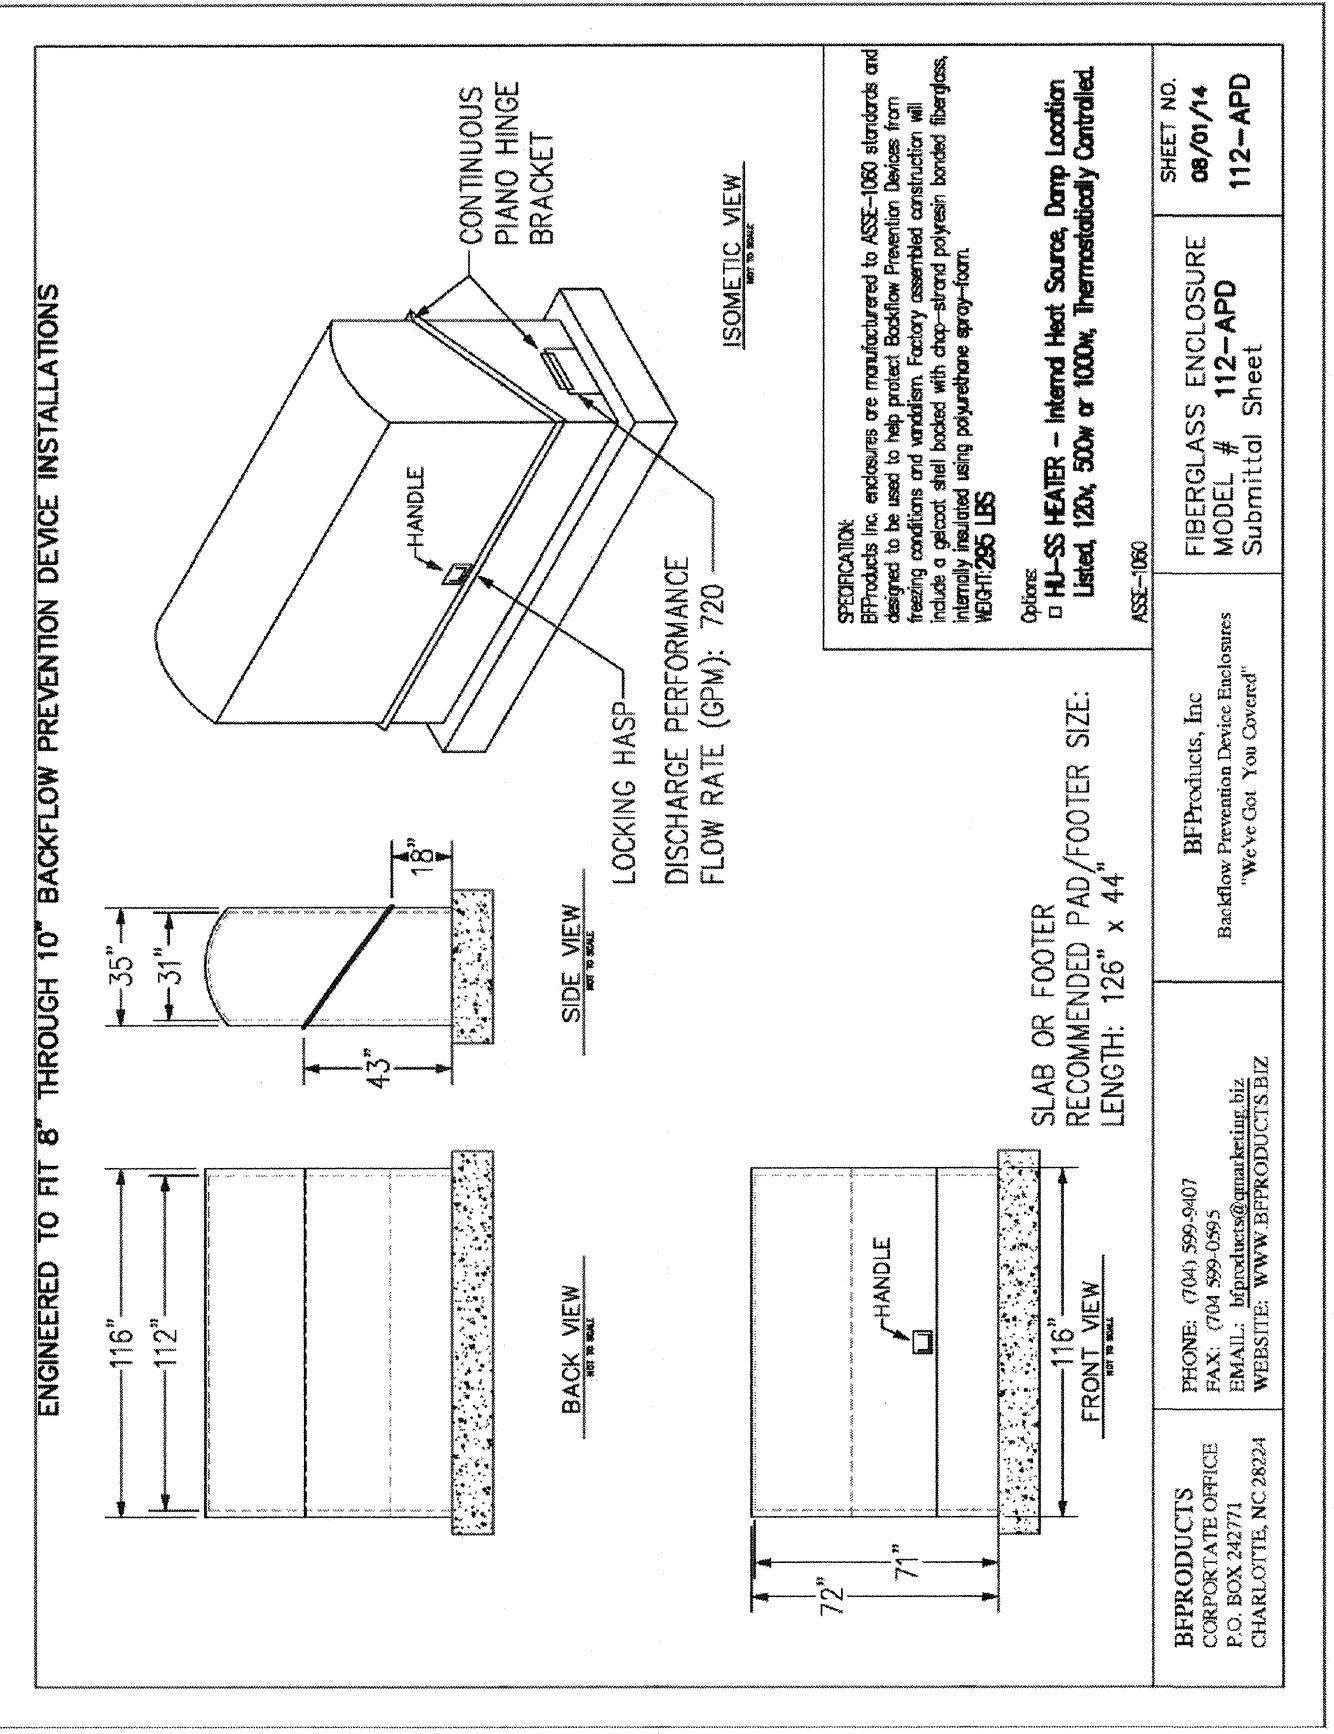 ENGINEERED TO FIT 8" THROUGH 10" BACKFLOW PREVENTION DEVICE INSTALLATIONS
116"
112"
BACK VIEW
NOT TO SCALE
35"
31"
43"
18"
SIDE VIEW
NOT TO SCALE
HANDLE
CONTINUOUS
PIANO HINGE
BRACKET
LOCKING HASP
DISCHARGE PERFORMANCE
FLOW RATE (GPM): 720
ISOMETIC VIEW
NOT TO SCALE
72"
71"
HANDLE
116"
FRONT VIEW
NOT TO SCALE
SLAB OR FOOTER
RECOMMENDED PAD/FOOTER SIZE:
LENGTH: 126" x 44"
SPECIFICATION:
BFProducts Inc. enclosures are manufacturered to ASSE-1060 standards and
designed to be used to help protect Backflow Prevention Devices from
freezing conditions and vandalism. Factory assembled construction will
include a gelcoat shell backed with chop-strand polyresin bonded fiberglass,
internally insulated using polyurethane spray-foam.
WEIGHT:295 LBS
Options:
□ HU-SS HEATER - Internal Heat Source, Damp Location
Listed, 120v, 500w or 1000w, Thermostatically Controlled.
ASSE-1060
BFPRODUCTS
CORPORTATE OFFICE
P.O. BOX 242771
CHARLOTTE, NC 28224
PHONE: (704) 599-9407
FAX: (704 599-0595
EMAIL: bfproducts@qmarketing.biz
WEBSITE: WWW.BFPRODUCTS.BIZ
BFProducts, Inc
Backflow Prevention Device Enclosures
"We've Got You Covered"
FIBERGLASS ENCLOSURE
MODEL # 112-APD
Submittal Sheet
SHEET NO.
08/01/14
112-APD